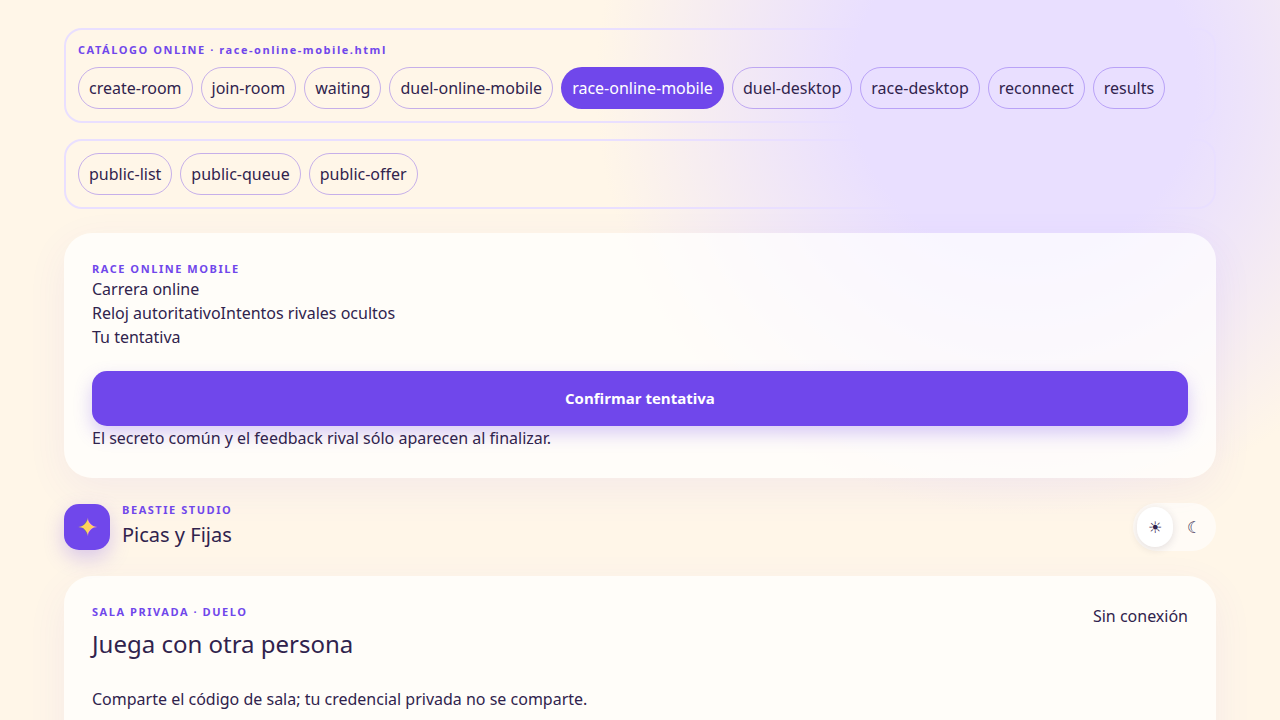 CATÁLOGO ONLINE · race-online-mobile.html
create-room join-room waiting duel-online-mobile race-online-mobile duel-desktop race-desktop reconnect results
public-list public-queue public-offer
RACE ONLINE MOBILE
Carrera online
Reloj autoritativoIntentos rivales ocultos
Tu tentativa
Confirmar tentativa
El secreto común y el feedback rival sólo aparecen al finalizar.
BEASTIE STUDIO
Picas y Fijas
SALA PRIVADA · DUELO
Sin conexión
Juega con otra persona
Comparte el código de sala; tu credencial privada no se comparte.